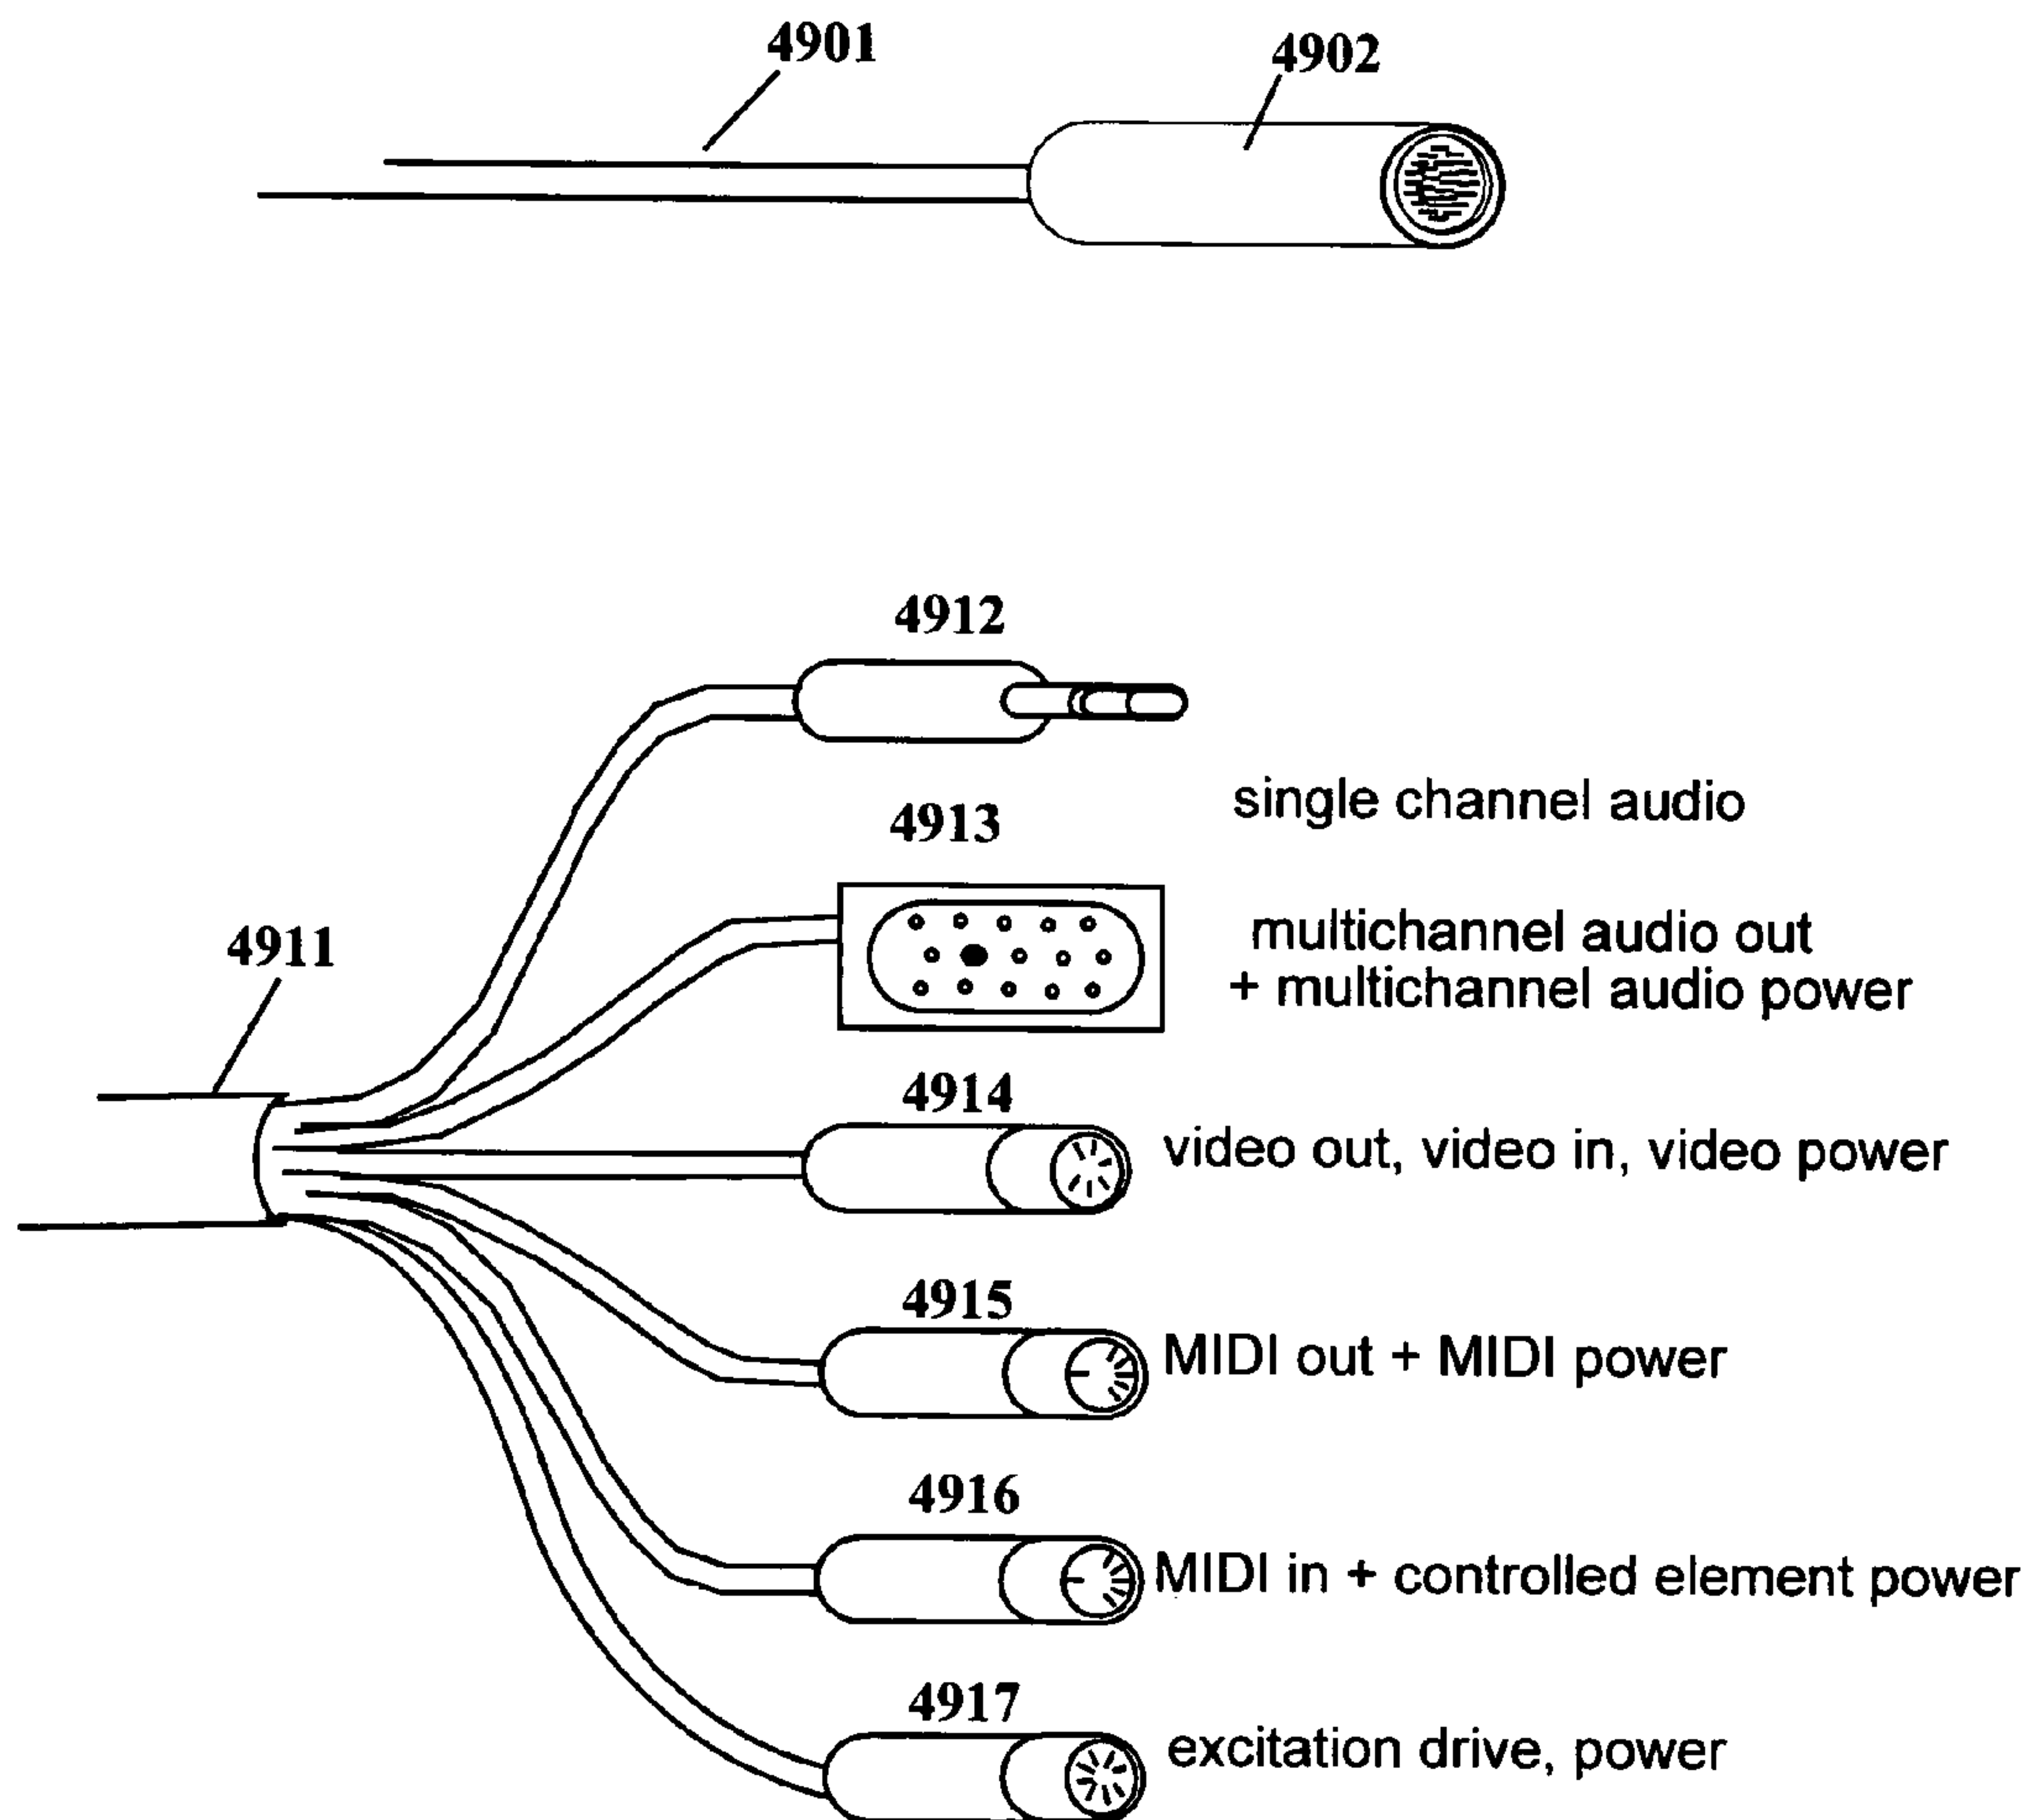 4901
4902
4912
single channel audio
4913
multichannel audio out
+ multichannel audio power
4911
4914
video out, video in, video power
4915
MIDI out + MIDI power
4916
MIDI in + controlled element power
4917
excitation drive, power